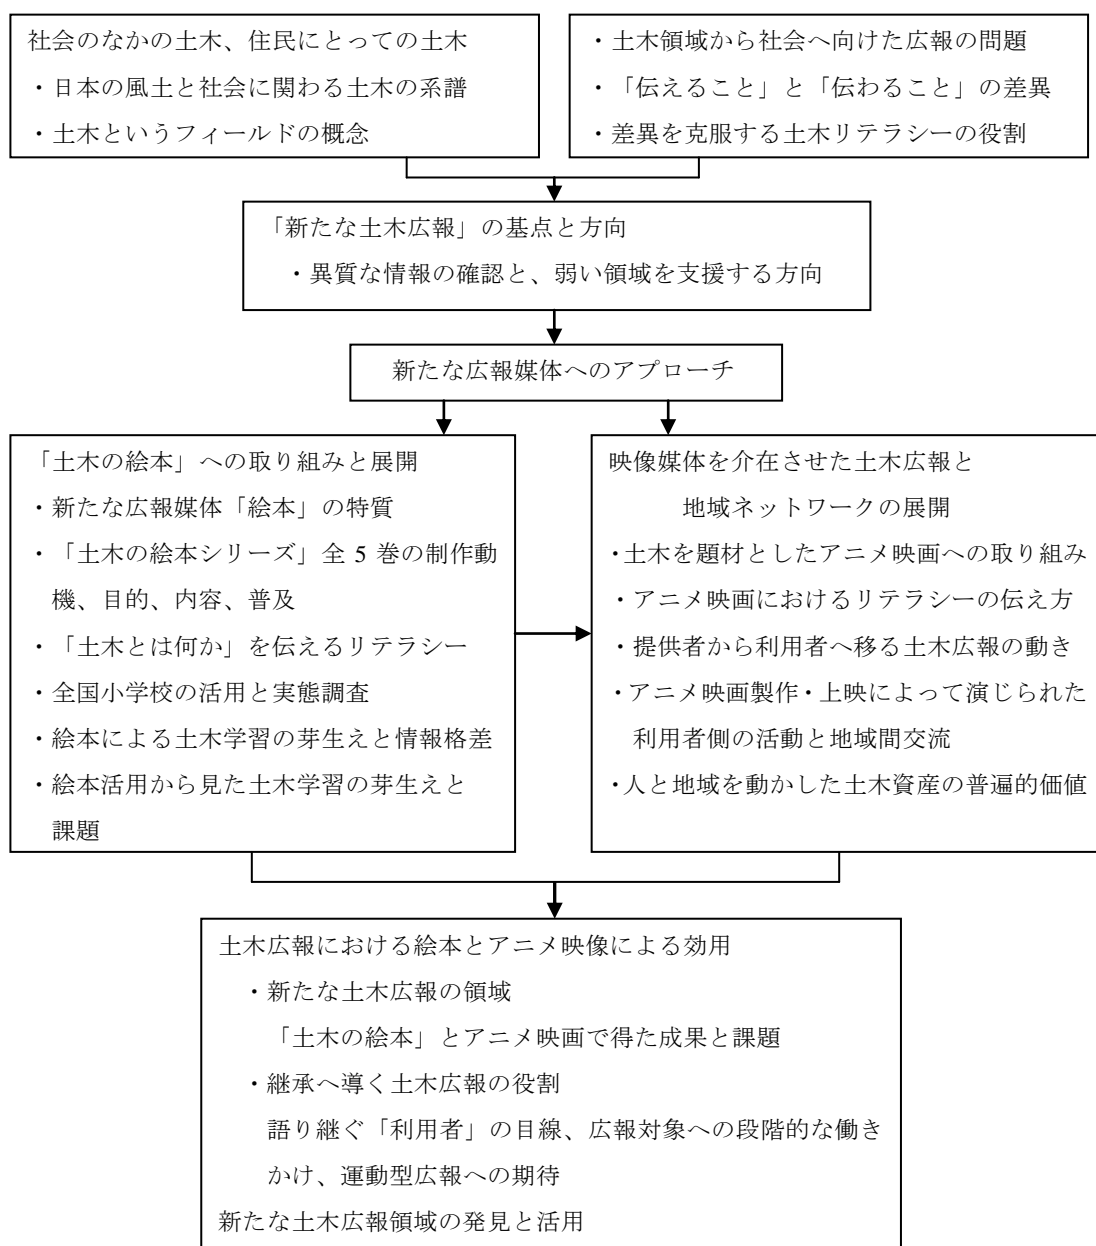 社会のなかの土木、住民にとっての土木
・日本の風土と社会に関わる土木の系譜
・土木というフィールドの概念
・土木領域から社会へ向けた広報の問題
・「伝えること」と「伝わること」の差異
・差異を克服する土木リテラシーの役割
「新たな土木広報」の基点と方向
・異質な情報の確認と、弱い領域を支援する方向
新たな広報媒体へのアプローチ
「土木の絵本」への取り組みと展開
・新たな広報媒体「絵本」の特質
・「土木の絵本シリーズ」全 5 巻の制作動
機、目的、内容、普及
・「土木とは何か」を伝えるリテラシー
・全国小学校の活用と実態調査
・絵本による土木学習の芽生えと情報格差
・絵本活用から見た土木学習の芽生えと
課題
映像媒体を介在させた土木広報と
地域ネットワークの展開
・土木を題材としたアニメ映画への取り組み
・アニメ映画におけるリテラシーの伝え方
・提供者から利用者へ移る土木広報の動き
・アニメ映画製作・上映によって演じられた
利用者側の活動と地域間交流
・人と地域を動かした土木資産の普遍的価値
土木広報における絵本とアニメ映像による効用
・新たな土木広報の領域
「土木の絵本」とアニメ映画で得た成果と課題
・継承へ導く土木広報の役割
語り継ぐ「利用者」の目線、広報対象への段階的な働き
かけ、運動型広報への期待
新たな土木広報領域の発見と活用